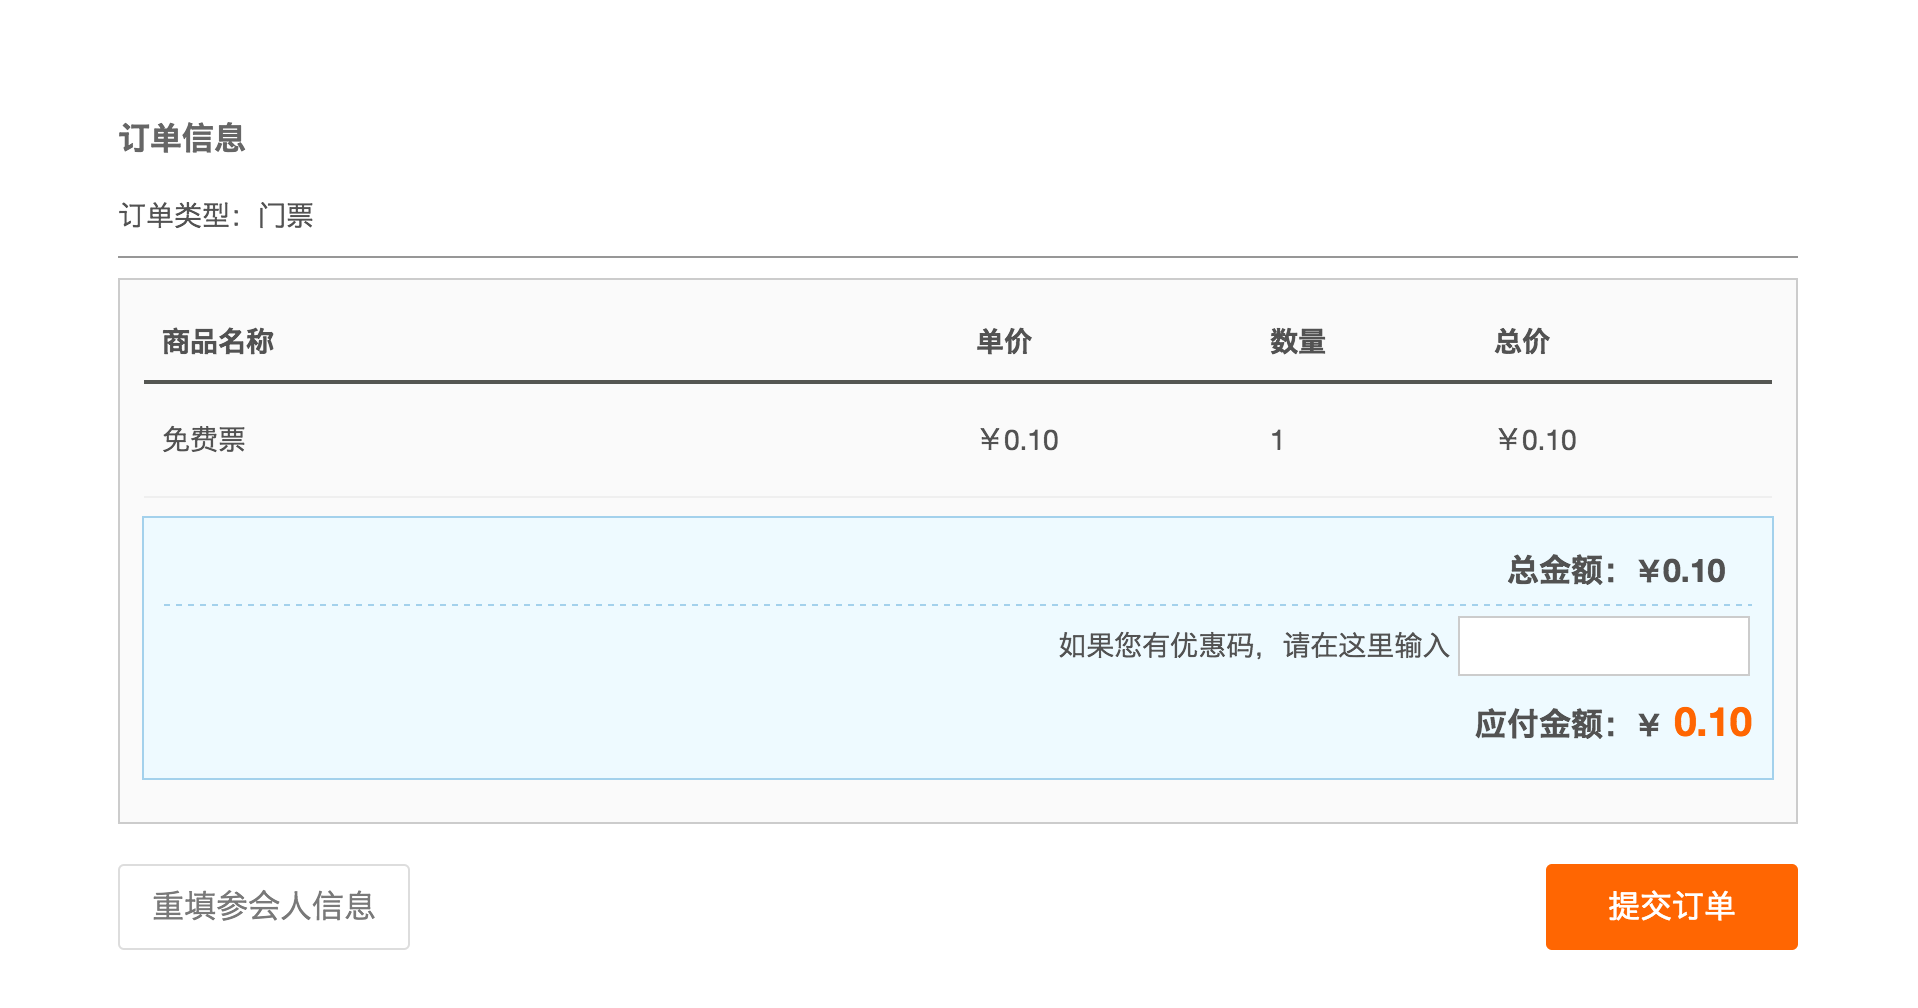 订单信息
订单类型：门票
商品名称 单价 数量 总价
免费票 ￥0.10 1 ￥0.10
总金额：￥0.10
如果您有优惠码，请在这里输入
应付金额：￥ 0.10
重填参会人信息 提交订单